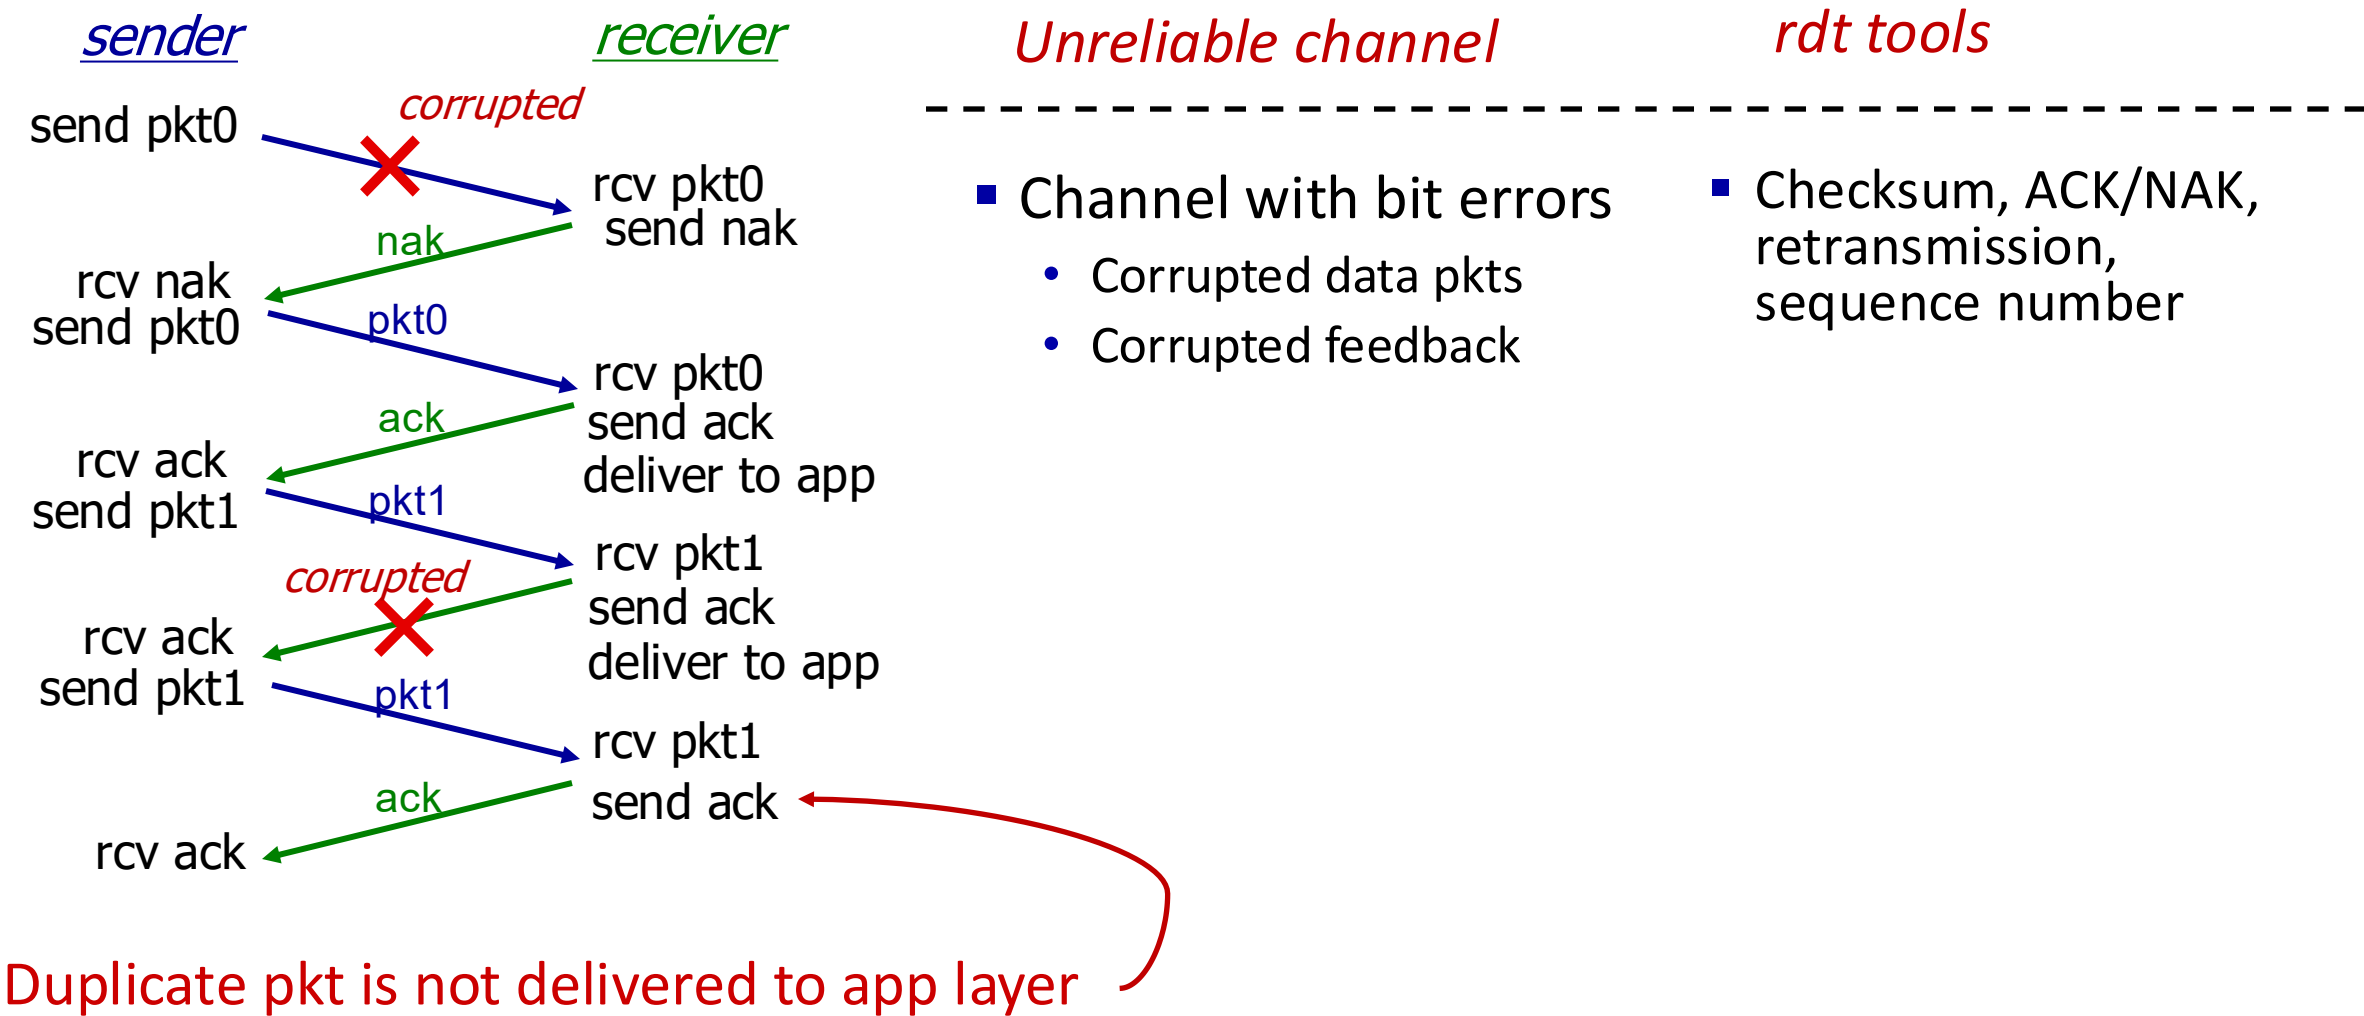 sender
receiver
Unreliable channel
rdt tools
corrupted
send pkt0
rcv pkt0
send nak
nak
rcv nak
send pkt0
pkt0
rcv pkt0
send ack
deliver to app
ack
rcv ack
send pkt1
pkt1
rcv pkt1
send ack
deliver to app
corrupted
rcv ack
send pkt1
pkt1
rcv pkt1
send ack
ack
rcv ack
Duplicate pkt is not delivered to app layer
Channel with bit errors
Corrupted data pkts
Corrupted feedback
Checksum, ACK/NAK,
retransmission,
sequence number